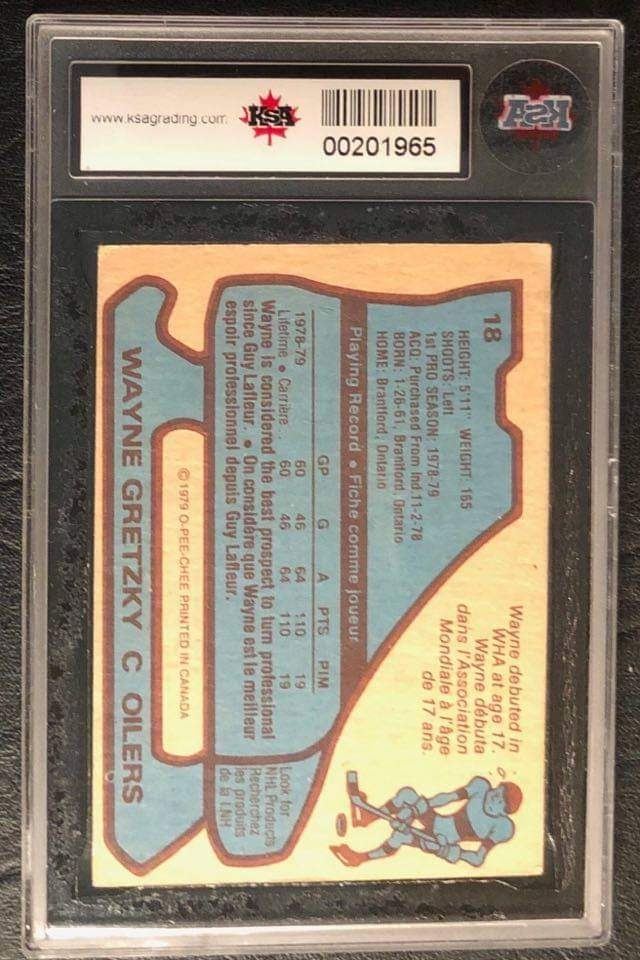 www.ksagrading.com
KSA
00201965
KSA
18
HEIGHT: 5'11" WEIGHT: 165
SHOOTS: Left
1st PRO SEASON: 1978-79
ACQ. Purchased From Ind.11-2-78
BORN: 1-26-61, Brantford, Ontario
HOME: Brantford, Ontario
Wayne debuted in
WHA at age 17.
Wayne débuta
dans l'Association
Mondiale à l'âge
de 17 ans.
Playing Record • Fiche comme joueur
GP G A PTS PIM
1978-79 60 46 64 110 19
Lifetime • Carrière . 60 46 64 110 19
Wayne is considered the best prospect to turn professional
since Guy Lafleur. • On considère que Wayne est le meilleur
espoir professionnel depuis Guy Lafleur.
Look for
NHL Products
Recherchez
les produits
de la LNH
© 1979 O-PEE-CHEE PRINTED IN CANADA
WAYNE GRETZKY C OILERS